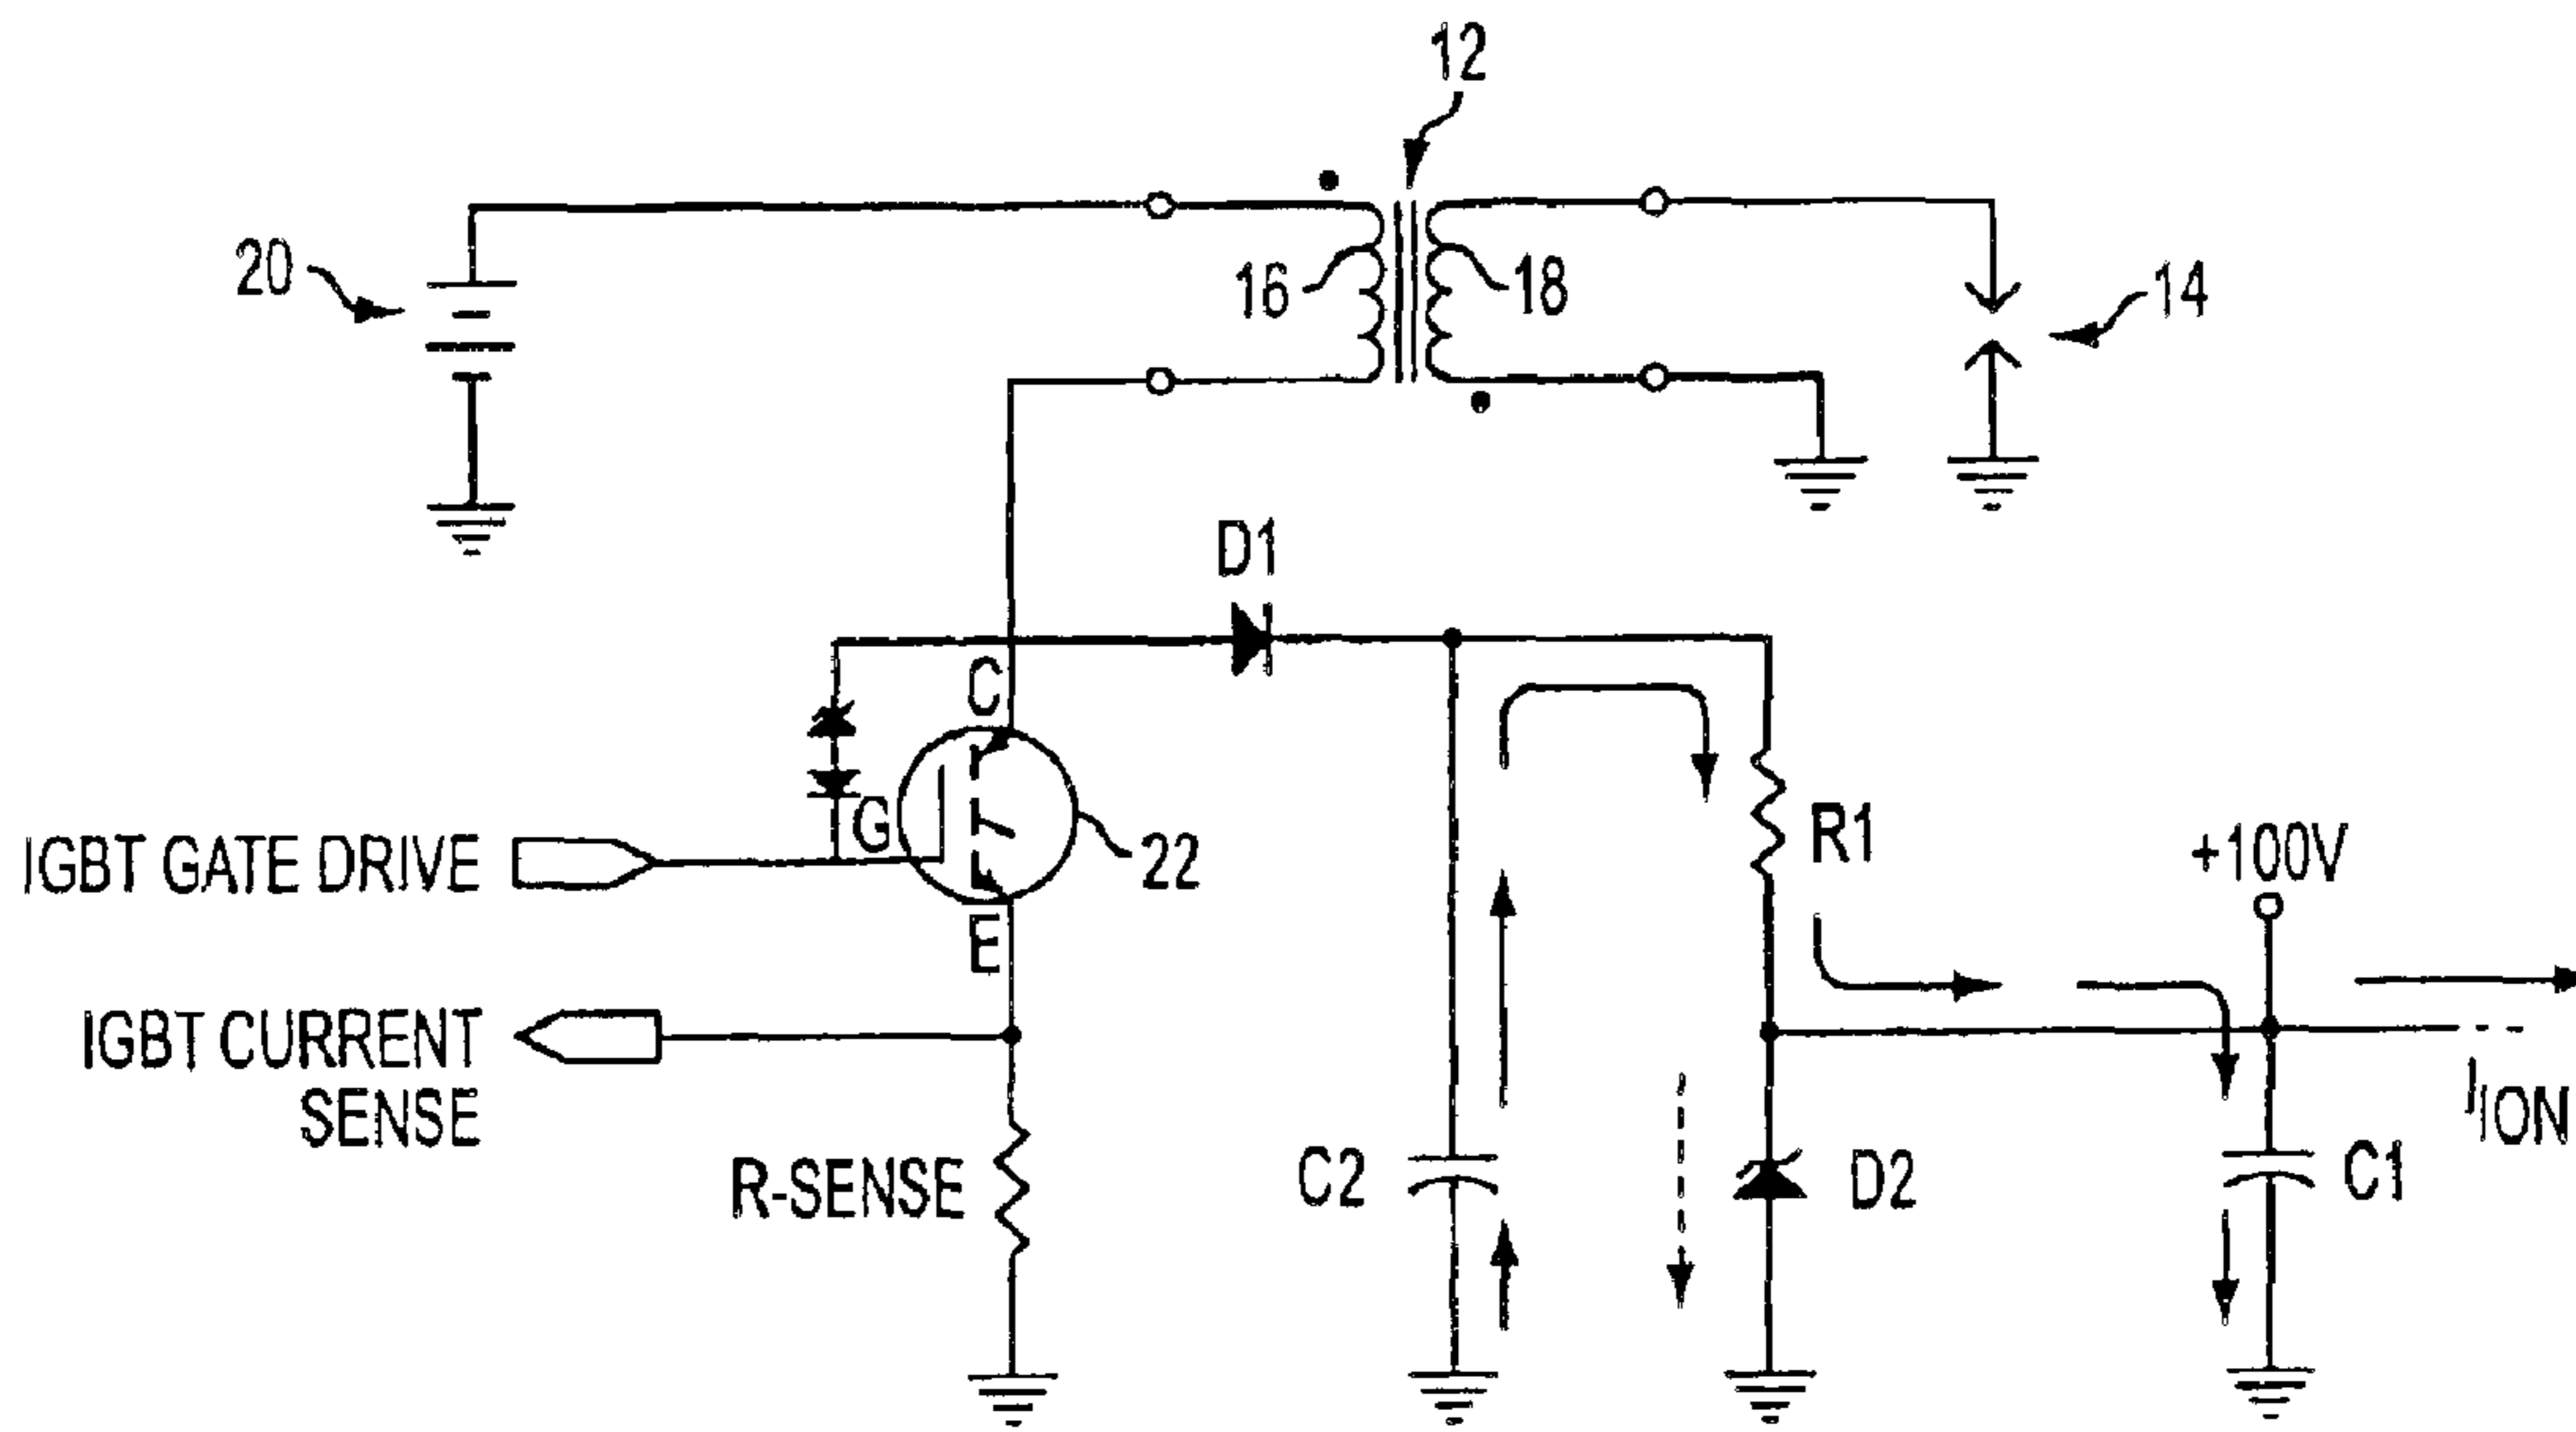 12
20
16
18
14
D1
C
G
22
IGBT GATE DRIVE
R1
+100V
E
IGBT CURRENT
SENSE
R-SENSE
C2
D2
C1
IION